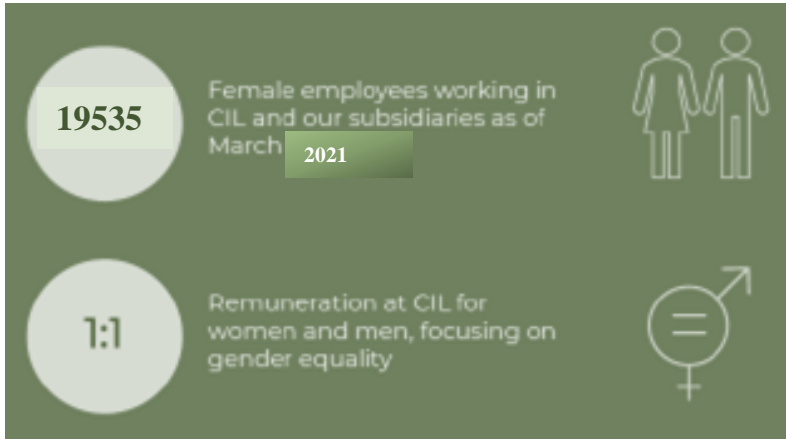 19535
Female employees working in
CIL and our subsidiaries as of
March 2021
1:1
Remuneration at CIL for
women and men, focusing on
gender equality